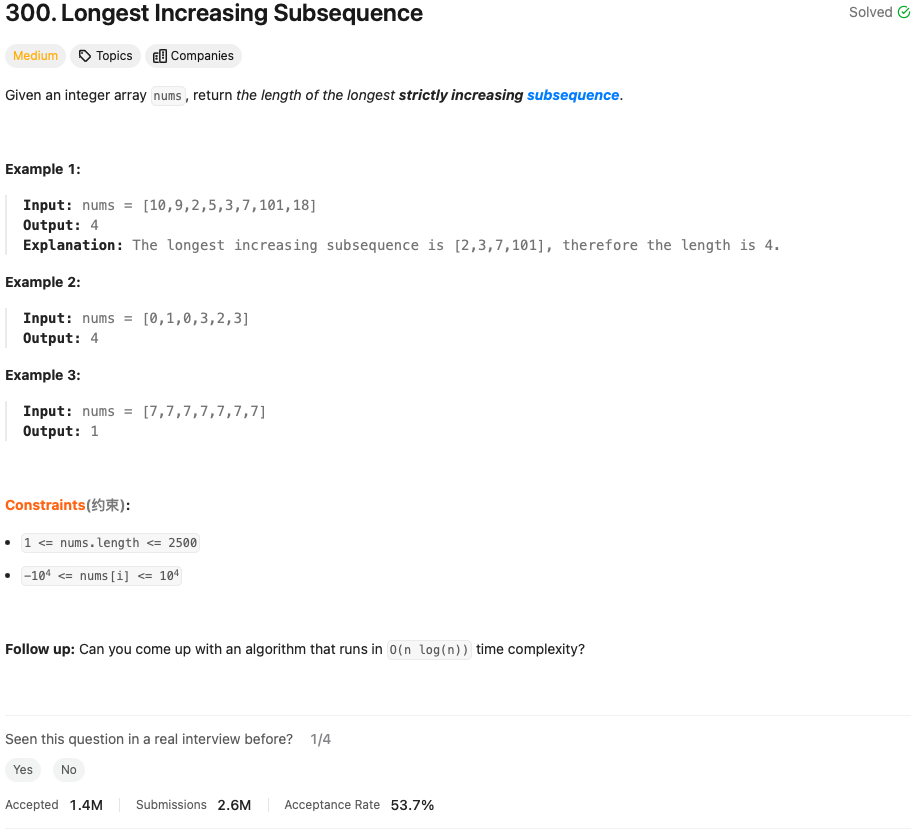 300. Longest Increasing Subsequence
Solved
Medium
Topics
Companies
Given an integer array nums, return the length of the longest strictly increasing subsequence.
Example 1:
Input: nums = [10,9,2,5,3,7,101,18]
Output: 4
Explanation: The longest increasing subsequence is [2,3,7,101], therefore the length is 4.
Example 2:
Input: nums = [0,1,0,3,2,3]
Output: 4
Example 3:
Input: nums = [7,7,7,7,7,7,7]
Output: 1
Constraints(约束):
• 1 <= nums.length <= 2500
• -10⁴ <= nums[i] <= 10⁴
Follow up: Can you come up with an algorithm that runs in O(n log(n)) time complexity?
Seen this question in a real interview before? 1/4
Yes No
Accepted 1.4M Submissions 2.6M Acceptance Rate 53.7%